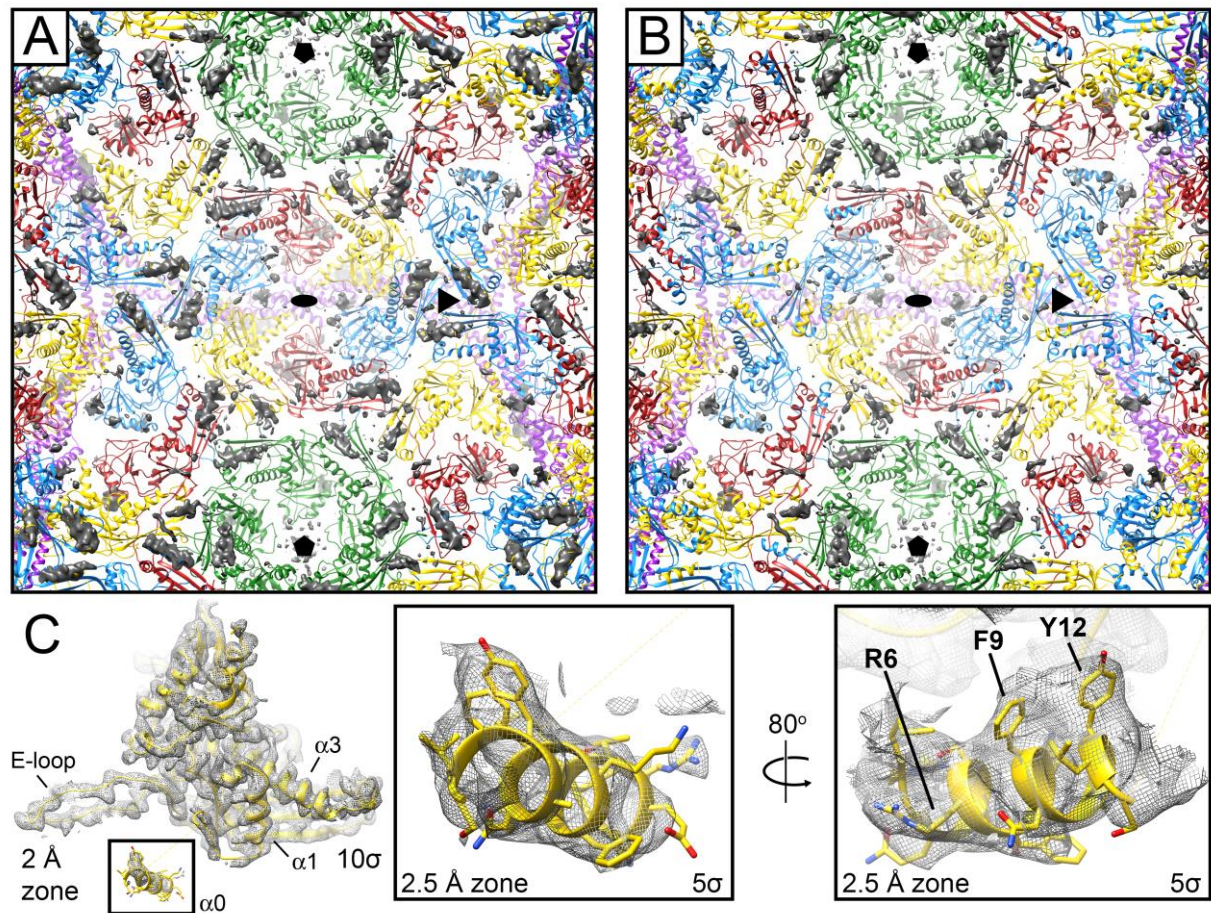 A
B
C
E-loop
α3
α1
2 Å zone
10σ
α0
2.5 Å zone
5σ
80°
R6
F9
Y12
2.5 Å zone
5σ